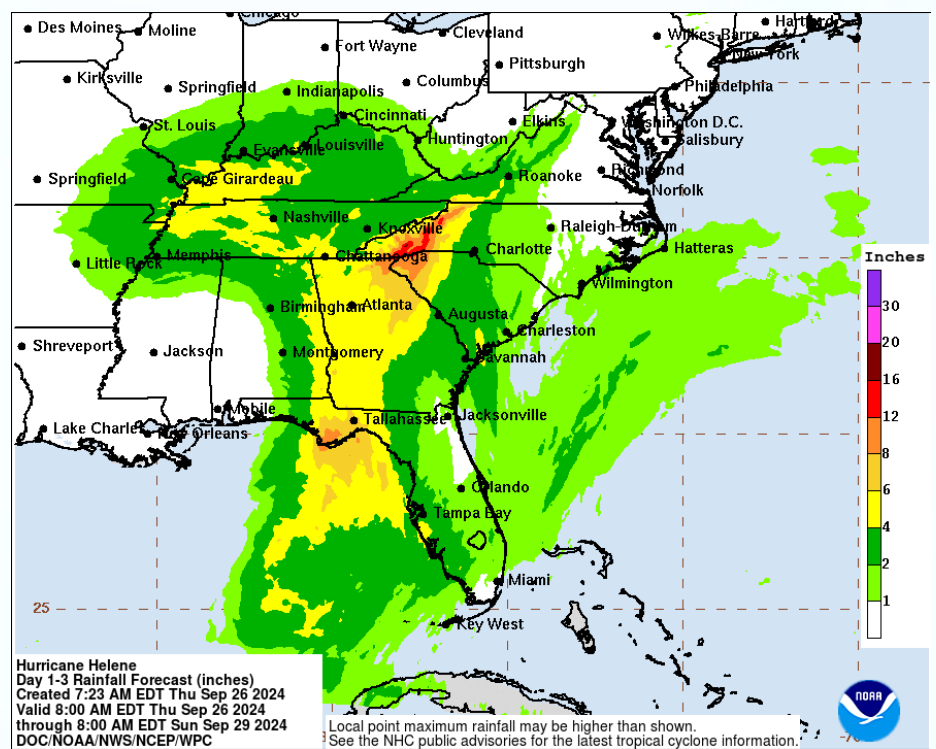 Chicago
Des Moines
Moline
Cleveland
Hartford
Fort Wayne
Wilkes-Barre
New York
Pittsburgh
Kirksville
Springfield
Columbus
Indianapolis
Philadelphia
St. Louis
Cincinnati
Elkins
Washington D.C.
Huntington
Salisbury
Evansville
Louisville
Springfield
Cape Girardeau
Roanoke
Richmond
Norfolk
Nashville
Knoxville
Raleigh-Durham
Memphis
Chattanooga
Charlotte
Hatteras
Little Rock
Wilmington
Birmingham
Atlanta
Augusta
Charleston
Shreveport
Jackson
Montgomery
Savannah
Mobile
Tallahassee
Jacksonville
Lake Charles
New Orleans
Orlando
Tampa Bay
Miami
25
Key West
Inches
30
20
16
12
8
6
4
2
1
Hurricane Helene
Day 1-3 Rainfall Forecast (inches)
Created 7:23 AM EDT Thu Sep 26 2024
Valid 8:00 AM EDT Thu Sep 26 2024
through 8:00 AM EDT Sun Sep 29 2024
DOC/NOAA/NWS/NCEP/WPC
Local point maximum rainfall may be higher than shown.
See the NHC public advisories for the latest tropical cyclone information.
NOAA